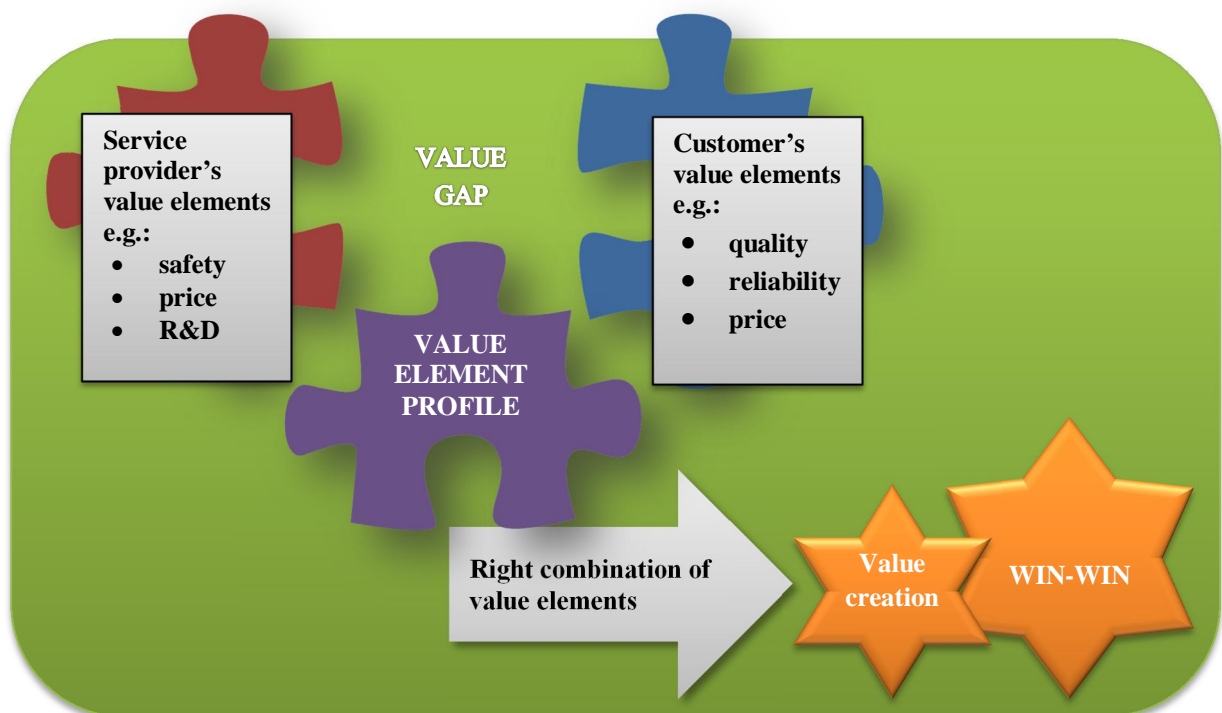 Service
provider’s
value elements
e.g.:
• safety
• price
• R&D
VALUE
GAP
Customer’s
value elements
e.g.:
• quality
• reliability
• price
VALUE
ELEMENT
PROFILE
Right combination of
value elements
Value
creation
WIN-WIN